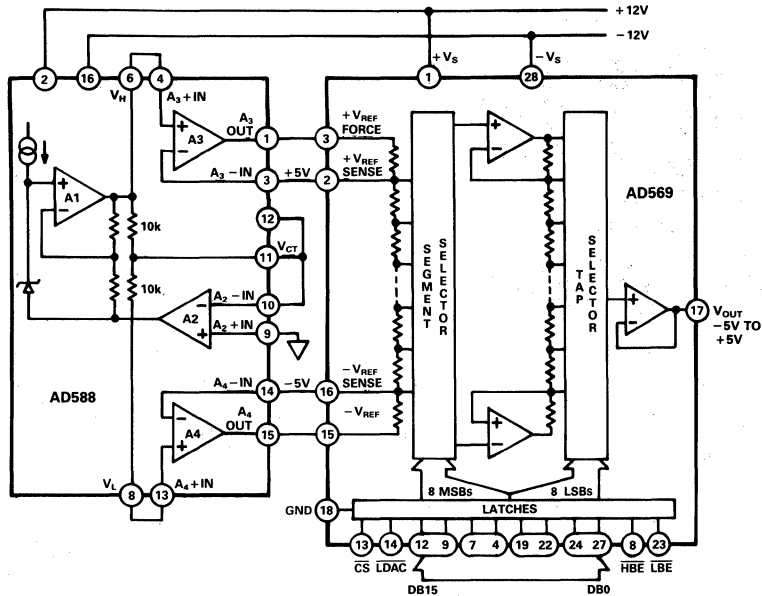 +12V
−12V
+VS
−VS
2
16
6
4
1
28
VH
A3+IN
A3
OUT
1
+
A3
−
A3−IN
3
+5V
+VREF
FORCE
3
+VREF
SENSE
2
12
VCT
11
10
9
A1
+
−
10k
10k
A2−IN
A2
A2+IN
−
+
A4−IN
14
−5V
−VREF
SENSE
16
AD588
A4
OUT
15
−VREF
15
−
A4
+
VL
8
13
A4+IN
SEGMENT
SELECTOR
+
−
+
−
TAP
SELECTOR
AD569
+
−
17
VOUT
−5V TO
+5V
8 MSBs
8 LSBs
GND
18
LATCHES
13
14
12
9
7
4
19
22
24
27
8
23
CS
LDAC
HBE
LBE
DB15
DB0